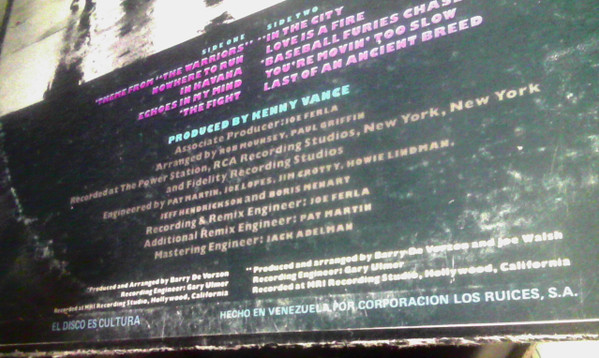 SIDE ONE
*THEME FROM "THE WARRIORS"
NOWHERE TO RUN
IN HAVANA
ECHOES IN MY MIND
*THE FIGHT
SIDE TWO
**IN THE CITY
LOVE IS A FIRE
*BASEBALL FURIES CHASE
YOU'RE MOVIN' TOO SLOW
LAST OF AN ANCIENT BREED
PRODUCED BY KENNY VANCE
Associate Producer: JOE FERLA
Arranged by ROB MOUNSEY, PAUL GRIFFIN
Recorded at The Power Station, RCA Recording Studios, New York, New York
and Fidelity Recording Studios
Engineered by PAT MARTIN, JOE LOPES, JIM CROTTY, HOWIE LINDMAN,
JEFF HENDRICKSON and BORIS MENART
Recording & Remix Engineer: JOE FERLA
Additional Remix Engineer: PAT MARTIN
Mastering Engineer: JACK ADELMAN
*Produced and Arranged by Barry De Vorzon
Recording Engineer: Gary Ulmer
Recorded at MRI Recording Studio, Hollywood, California
**Produced and arranged by Barry De Vorzon and Joe Walsh
Recording Engineer: Gary Ulmer
Recorded at MRI Recording Studio, Hollywood, California
EL DISCO ES CULTURA
HECHO EN VENEZUELA POR CORPORACION LOS RUICES, S.A.